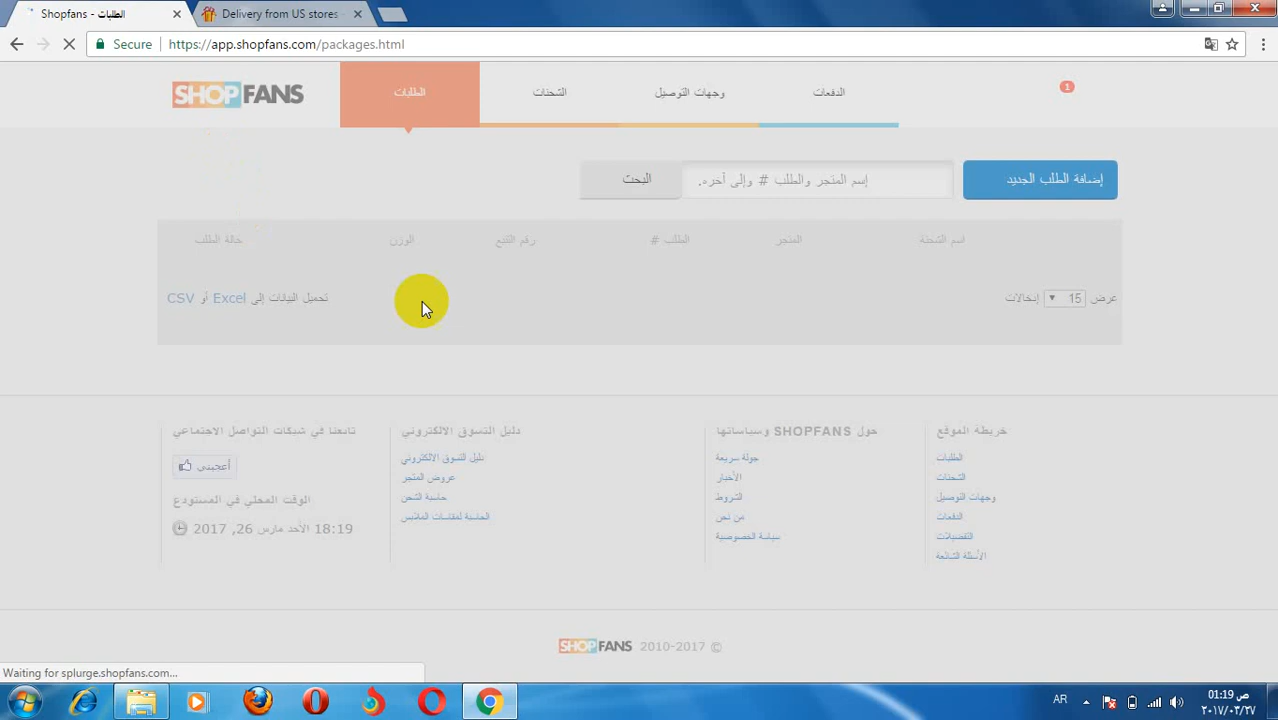 Shopfans - الطلبات
Delivery from US stores -
Secure https://app.shopfans.com/packages.html
SHOPFANS
الطلبات
الشحنات
وجهات التوصيل
الدفعات
1
إضافة الطلب الجديد
إسم المتجر والطلب # وإلى آخره.
البحث
اسم الشحنة
المتجر
الطلب #
رقم التتبع
الوزن
حالة الطلب
عرض 15 إدخالات
تحميل البيانات إلى Excel أو CSV
خريطة الموقع
الطلبات
الشحنات
وجهات التوصيل
الدفعات
التفضيلات
الأسئلة الشائعة
حول SHOPFANS وسياساتها
جولة سريعة
الأخبار
الشروط
من نحن
سياسة الخصوصية
دليل التسوق الالكتروني
دليل التسوق الالكتروني
عروض المتجر
حاسبة الشحن
الحاسبة لمقاسات الملابس
تابعنا في شبكات التواصل الاجتماعي
أعجبني
الوقت المحلي في المستودع
18:19 الأحد مارس 26, 2017
SHOPFANS 2010-2017 ©
Waiting for splurge.shopfans.com...
AR
01:19 ص
٢٠١٧/٠٣/٢٧